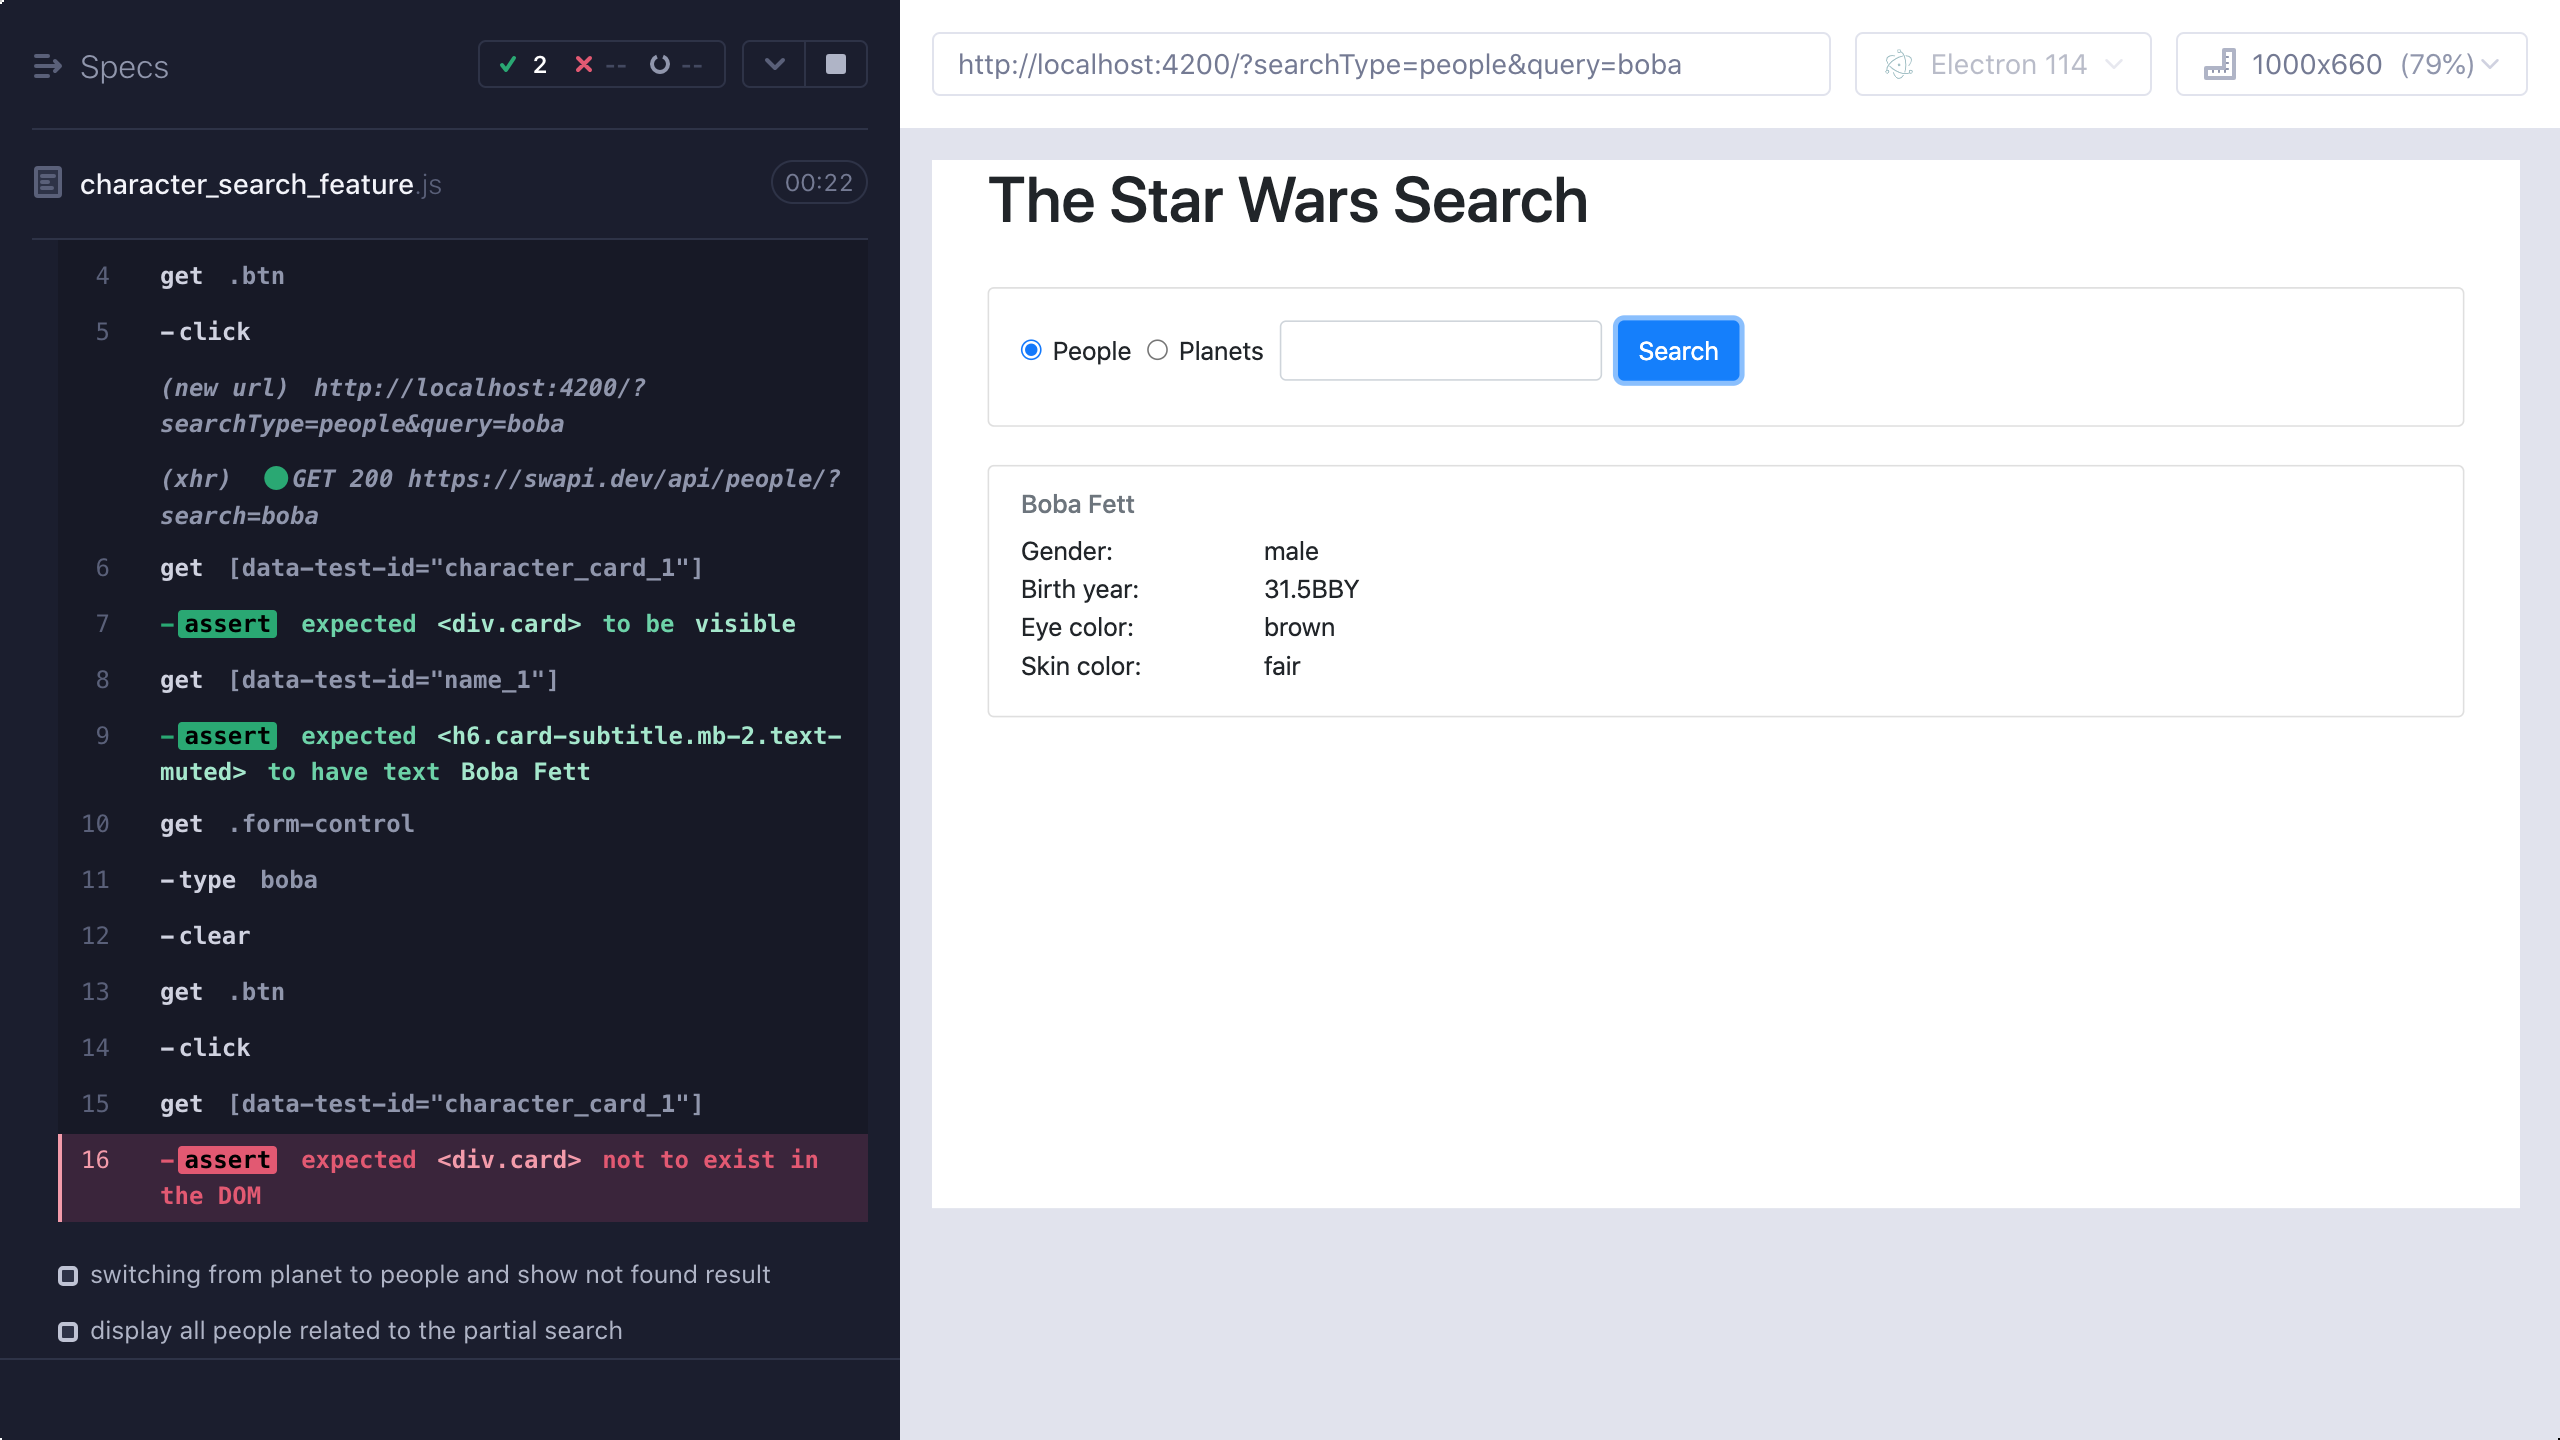 Specs
2 -- --
character_search_feature.js 00:22
4 get .btn
5 -click
(new url) http://localhost:4200/?
searchType=people&query=boba
(xhr) GET 200 https://swapi.dev/api/people/?
search=boba
6 get [data-test-id="character_card_1"]
7 -assert expected <div.card> to be visible
8 get [data-test-id="name_1"]
9 -assert expected <h6.card-subtitle.mb-2.text-
muted> to have text Boba Fett
10 get .form-control
11 -type boba
12 -clear
13 get .btn
14 -click
15 get [data-test-id="character_card_1"]
16 -assert expected <div.card> not to exist in
the DOM
switching from planet to people and show not found result
display all people related to the partial search
http://localhost:4200/?searchType=people&query=boba
Electron 114
1000x660 (79%)
The Star Wars Search
People Planets Search
Boba Fett
Gender: male
Birth year: 31.5BBY
Eye color: brown
Skin color: fair